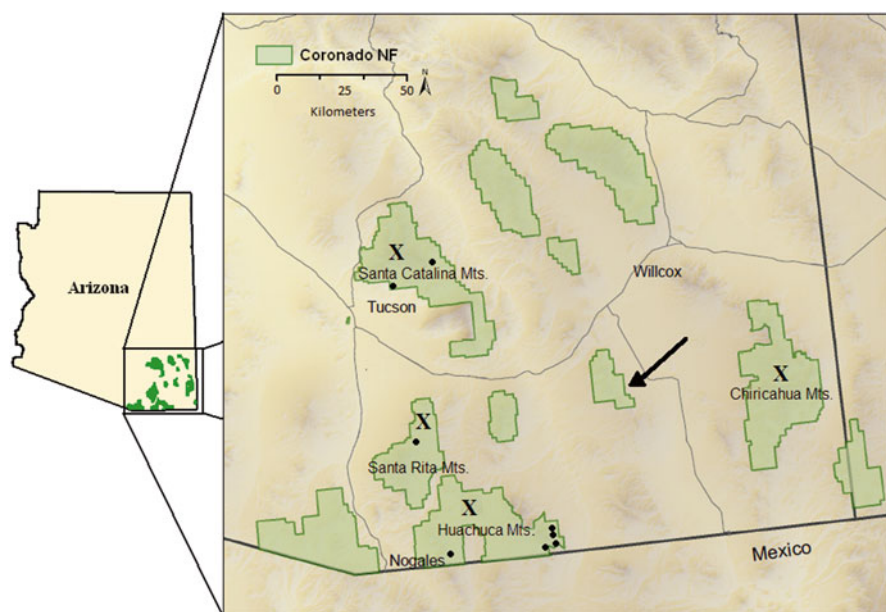 Coronado NF
N
0 25 50
Kilometers
X
Santa Catalina Mts.
Willcox
Arizona
Tucson
X
Chiricahua Mts.
X
Santa Rita Mts.
X
Huachuca Mts.
Nogales
Mexico